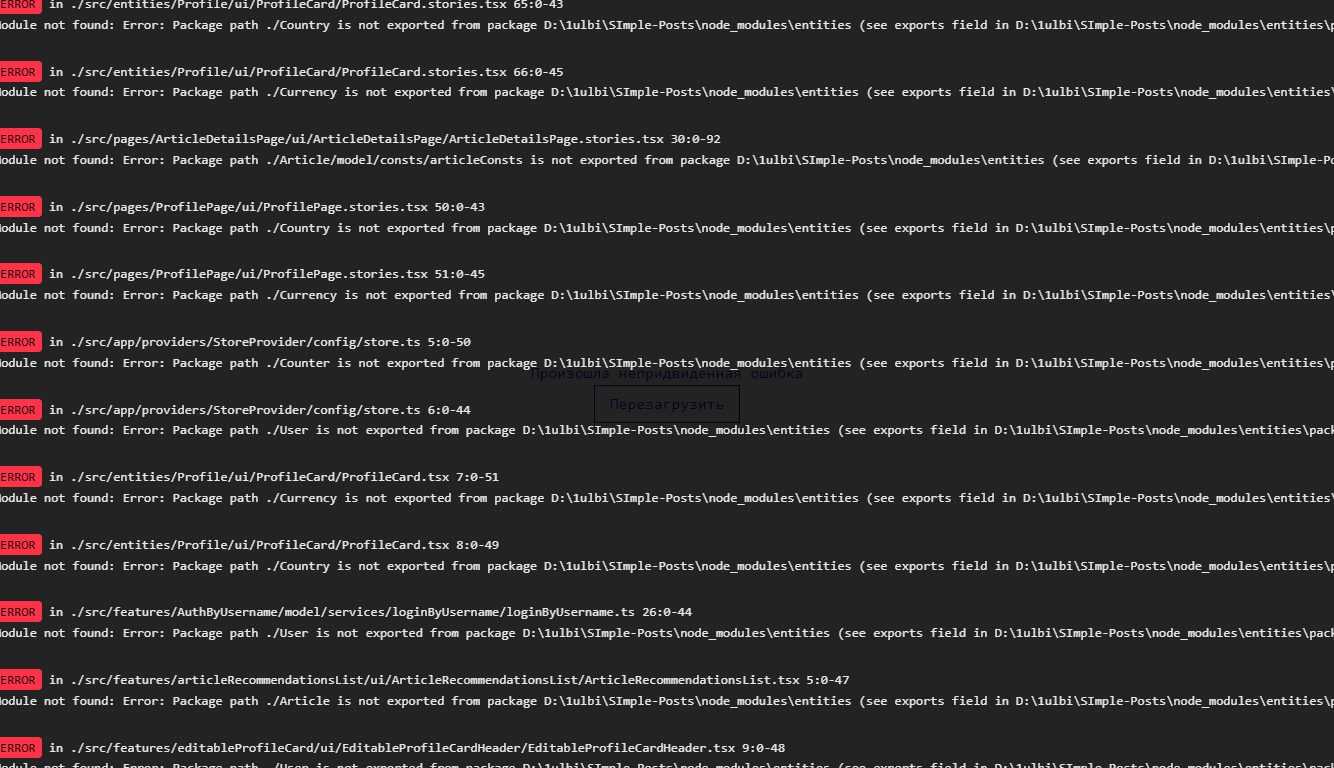 ERROR in ./src/entities/Profile/ui/ProfileCard/ProfileCard.stories.tsx 65:0-43
odule not found: Error: Package path ./Country is not exported from package D:\1ulbi\SImple-Posts\node_modules\entities (see exports field in D:\1ulbi\SImple-Posts\node_modules\entities\p
ERROR in ./src/entities/Profile/ui/ProfileCard/ProfileCard.stories.tsx 66:0-45
odule not found: Error: Package path ./Currency is not exported from package D:\1ulbi\SImple-Posts\node_modules\entities (see exports field in D:\1ulbi\SImple-Posts\node_modules\entities\
ERROR in ./src/pages/ArticleDetailsPage/ui/ArticleDetailsPage/ArticleDetailsPage.stories.tsx 30:0-92
odule not found: Error: Package path ./Article/model/consts/articleConsts is not exported from package D:\1ulbi\SImple-Posts\node_modules\entities (see exports field in D:\1ulbi\SImple-Po
ERROR in ./src/pages/ProfilePage/ui/ProfilePage.stories.tsx 50:0-43
odule not found: Error: Package path ./Country is not exported from package D:\1ulbi\SImple-Posts\node_modules\entities (see exports field in D:\1ulbi\SImple-Posts\node_modules\entities\p
ERROR in ./src/pages/ProfilePage/ui/ProfilePage.stories.tsx 51:0-45
odule not found: Error: Package path ./Currency is not exported from package D:\1ulbi\SImple-Posts\node_modules\entities (see exports field in D:\1ulbi\SImple-Posts\node_modules\entities\
ERROR in ./src/app/providers/StoreProvider/config/store.ts 5:0-50
odule not found: Error: Package path ./Counter is not exported from package D:\1ulbi\SImple-Posts\node_modules\entities (see exports field in D:\1ulbi\SImple-Posts\node_modules\entities\p
Произошла непридвиденная ошибка
Перезагрузить
ERROR in ./src/app/providers/StoreProvider/config/store.ts 6:0-44
odule not found: Error: Package path ./User is not exported from package D:\1ulbi\SImple-Posts\node_modules\entities (see exports field in D:\1ulbi\SImple-Posts\node_modules\entities\pack
ERROR in ./src/entities/Profile/ui/ProfileCard/ProfileCard.tsx 7:0-51
odule not found: Error: Package path ./Currency is not exported from package D:\1ulbi\SImple-Posts\node_modules\entities (see exports field in D:\1ulbi\SImple-Posts\node_modules\entities\
ERROR in ./src/entities/Profile/ui/ProfileCard/ProfileCard.tsx 8:0-49
odule not found: Error: Package path ./Country is not exported from package D:\1ulbi\SImple-Posts\node_modules\entities (see exports field in D:\1ulbi\SImple-Posts\node_modules\entities\p
ERROR in ./src/features/AuthByUsername/model/services/loginByUsername/loginByUsername.ts 26:0-44
odule not found: Error: Package path ./User is not exported from package D:\1ulbi\SImple-Posts\node_modules\entities (see exports field in D:\1ulbi\SImple-Posts\node_modules\entities\pack
ERROR in ./src/features/articleRecommendationsList/ui/ArticleRecommendationsList/ArticleRecommendationsList.tsx 5:0-47
odule not found: Error: Package path ./Article is not exported from package D:\1ulbi\SImple-Posts\node_modules\entities (see exports field in D:\1ulbi\SImple-Posts\node_modules\entities\p
ERROR in ./src/features/editableProfileCard/ui/EditableProfileCardHeader/EditableProfileCardHeader.tsx 9:0-48
odule not found: Error: Package path ./User is not exported from package D:\1ulbi\SImple-Posts\node_modules\entities (see exports field in D:\1ulbi\SImple-Posts\node_modules\entities\pack